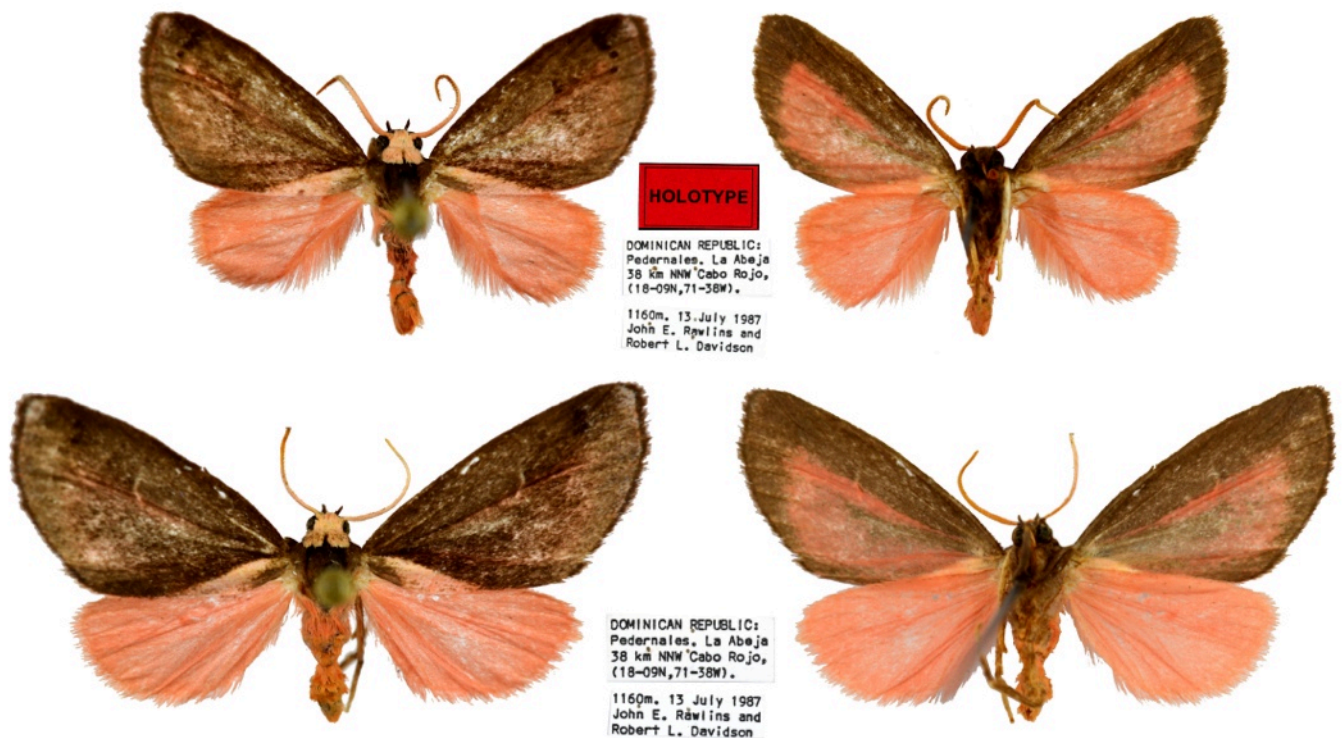 HOLOTYPE
DOMINICAN REPUBLIC:
Pedernales. La Abeja
38 km NNW Cabo Rojo,
(18-09N,71-38W).
1160m. 13 July 1987
John E. Rawlins and
Robert L. Davidson
DOMINICAN REPUBLIC:
Pedernales. La Abeja
38 km NNW Cabo Rojo,
(18-09N,71-38W).
1160m. 13 July 1987
John E. Rawlins and
Robert L. Davidson